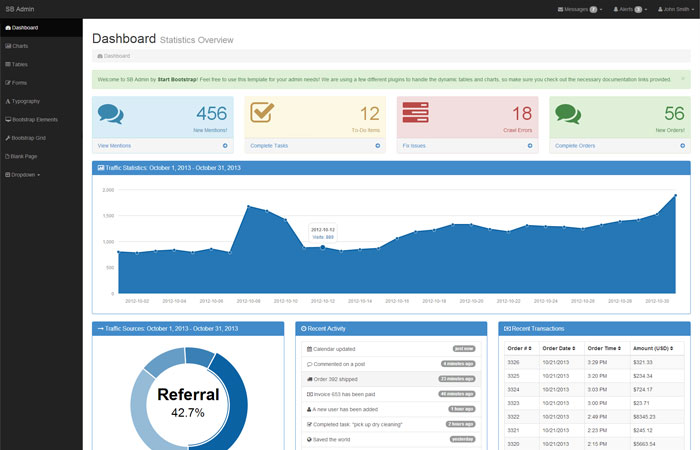 SB Admin
Messages 7
Alerts 3
John Smith
Dashboard
Charts
Tables
Forms
Typography
Bootstrap Elements
Bootstrap Grid
Blank Page
Dropdown
Dashboard Statistics Overview
Dashboard
Welcome to SB Admin by Start Bootstrap! Feel free to use this template for your admin needs! We are using a few different plugins to handle the dynamic tables and charts, so make sure you check out the necessary documentation links provided. ×
456
New Mentions!
View Mentions
12
To-Do Items
Complete Tasks
18
Crawl Errors
Fix Issues
56
New Orders!
Complete Orders
Traffic Statistics: October 1, 2013 - October 31, 2013
2,000
1,500
1,000
500
0
2012-10-12
Visits: 889
2012-10-02 2012-10-04 2012-10-06 2012-10-08 2012-10-10 2012-10-12 2012-10-14 2012-10-16 2012-10-18 2012-10-20 2012-10-22 2012-10-24 2012-10-26 2012-10-28 2012-10-30
Traffic Sources: October 1, 2013 - October 31, 2013
Referral
42.7%
Recent Activity
Calendar updated just now
Commented on a post 4 minutes ago
Order 392 shipped 23 minutes ago
Invoice 653 has been paid 46 minutes ago
A new user has been added 1 hour ago
Completed task: "pick up dry cleaning" 2 hours ago
Saved the world yesterday
Recent Transactions
Order # Order Date Order Time Amount (USD)
3326 10/21/2013 3:29 PM $321.33
3325 10/21/2013 3:20 PM $234.34
3324 10/21/2013 3:03 PM $724.17
3323 10/21/2013 3:00 PM $23.71
3322 10/21/2013 2:49 PM $8345.23
3321 10/21/2013 2:23 PM $245.12
3320 10/21/2013 2:15 PM $5663.54